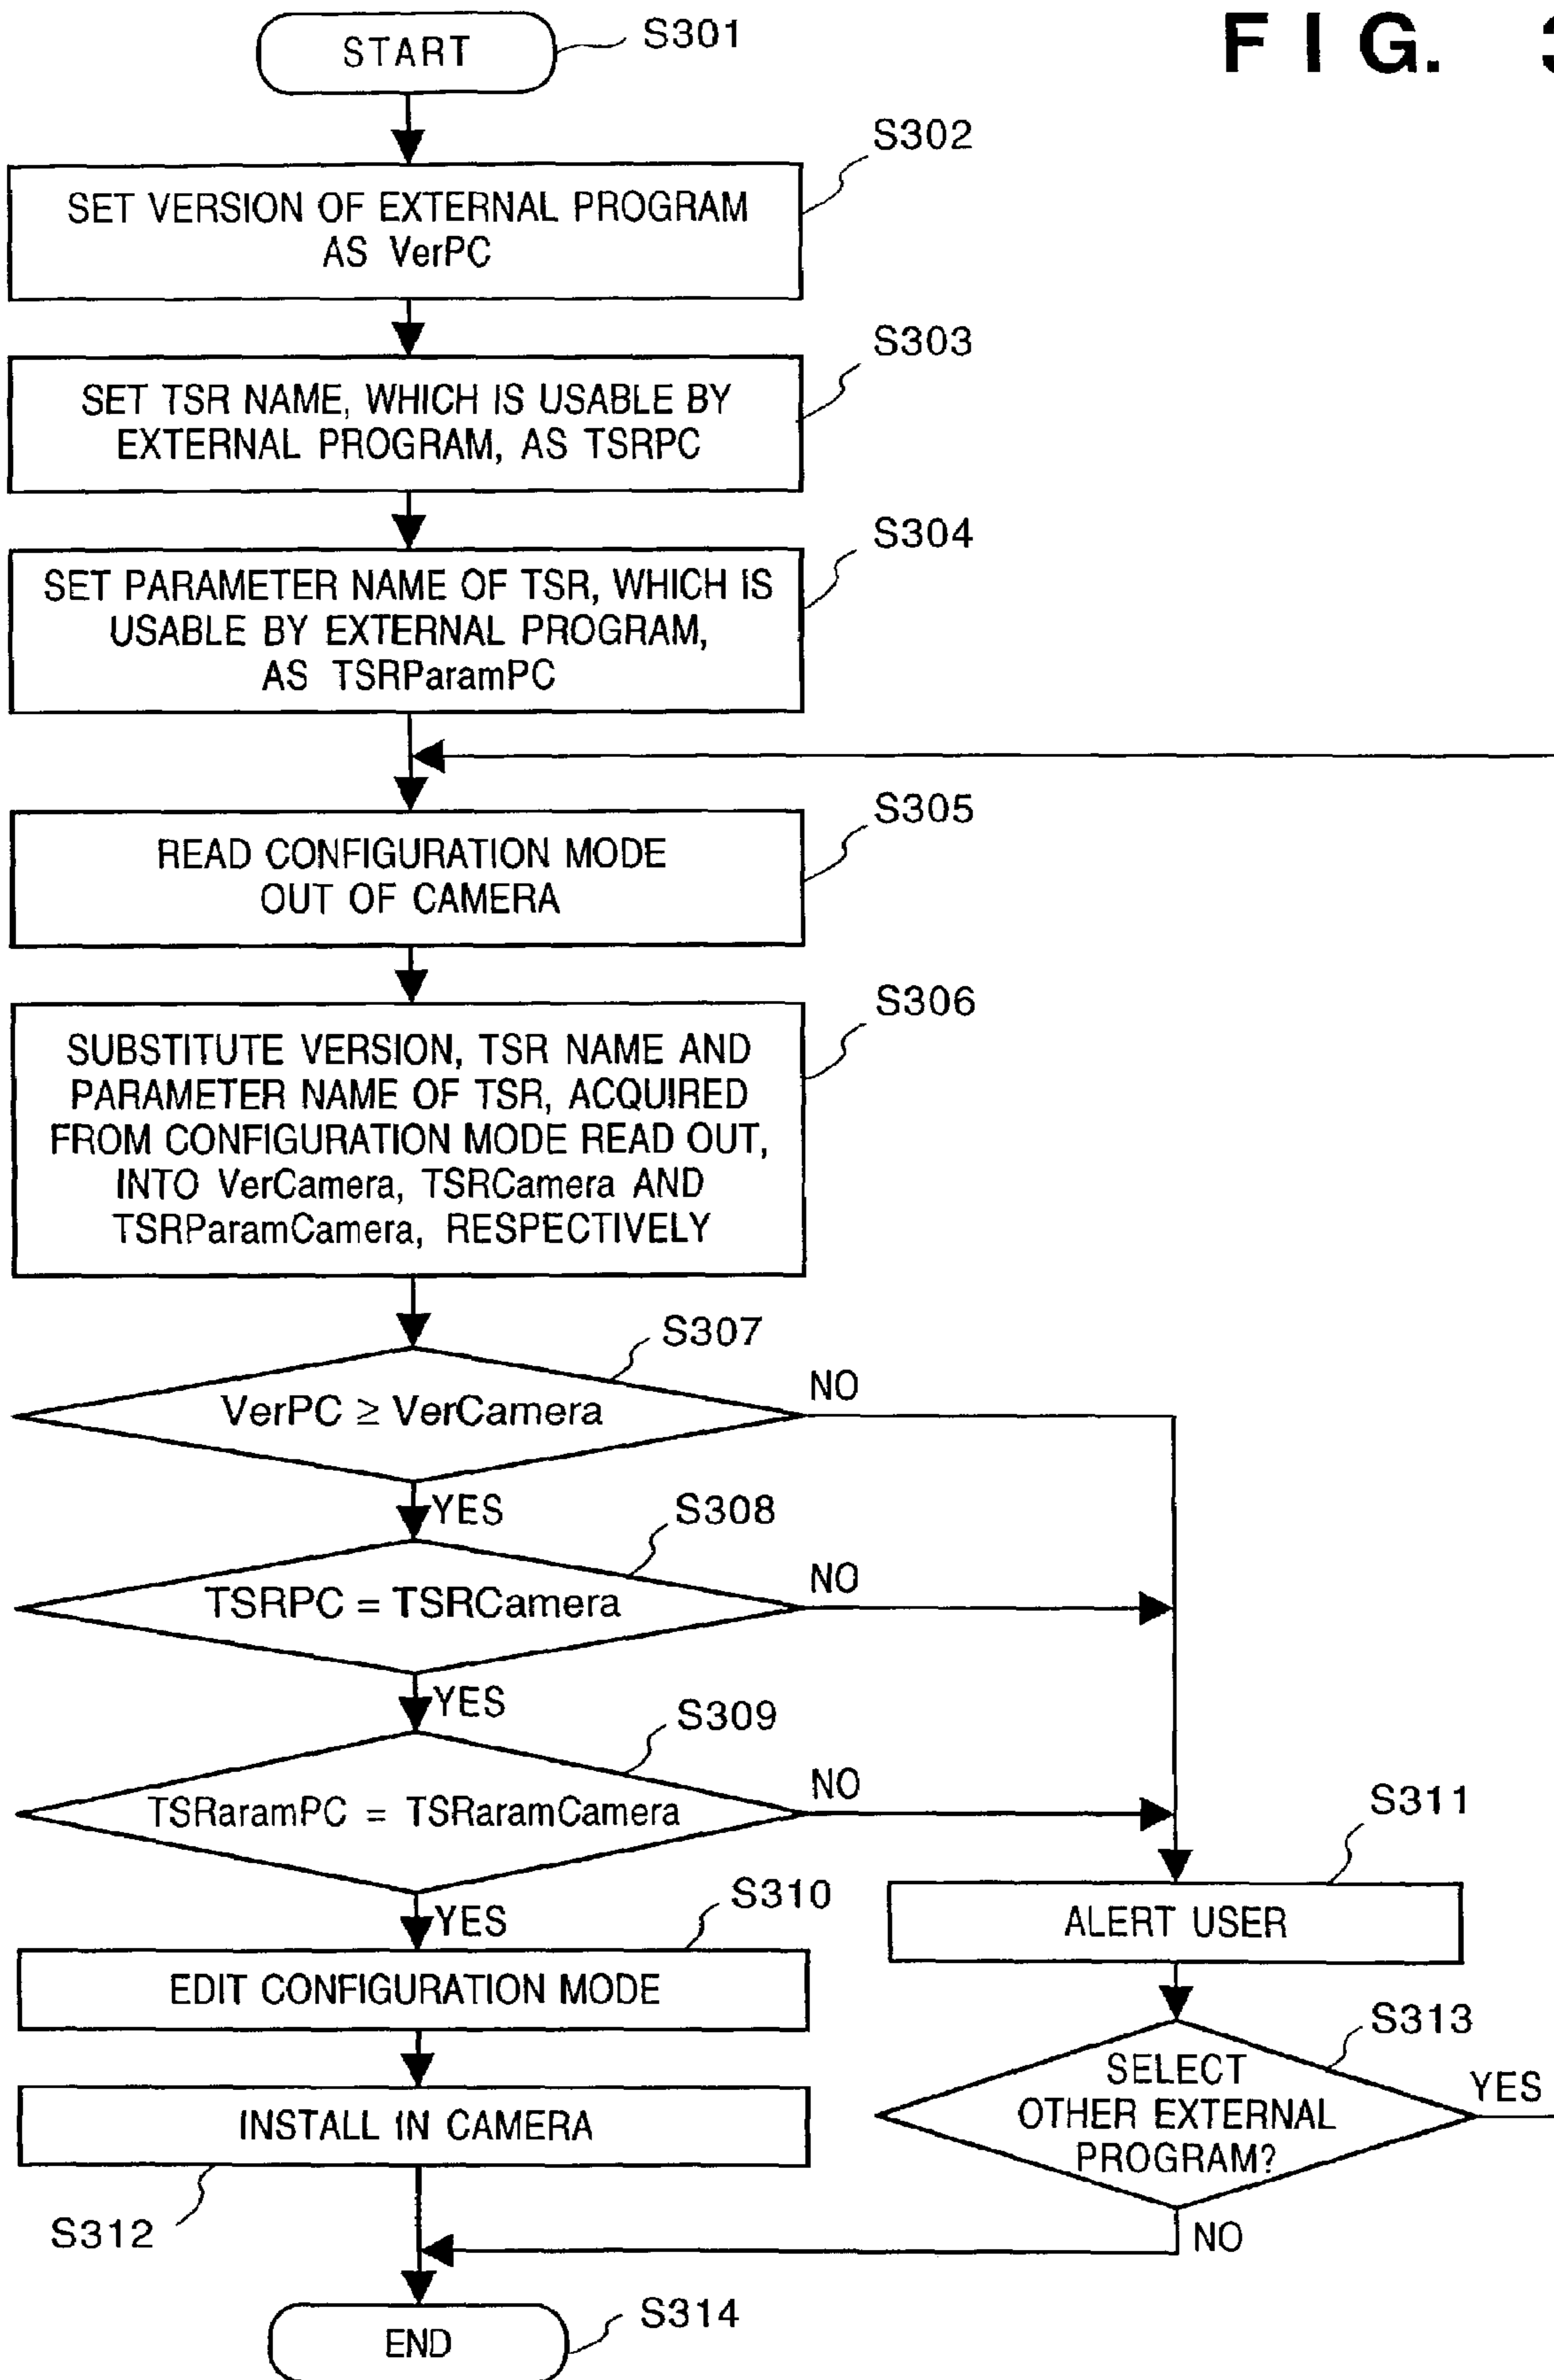 FIG. 3
START
S301
S302
SET VERSION OF EXTERNAL PROGRAM
AS VerPC
S303
SET TSR NAME, WHICH IS USABLE BY
EXTERNAL PROGRAM, AS TSRPC
S304
SET PARAMETER NAME OF TSR, WHICH IS
USABLE BY EXTERNAL PROGRAM,
AS TSRParamPC
S305
READ CONFIGURATION MODE
OUT OF CAMERA
S306
SUBSTITUTE VERSION, TSR NAME AND
PARAMETER NAME OF TSR, ACQUIRED
FROM CONFIGURATION MODE READ OUT,
INTO VerCamera, TSRCamera AND
TSRParamCamera, RESPECTIVELY
S307
VerPC ≥ VerCamera
NO
YES
S308
TSRPC = TSRCamera
NO
YES
S309
TSRaramPC = TSRaramCamera
NO
YES
S310
EDIT CONFIGURATION MODE
S311
ALERT USER
INSTALL IN CAMERA
S312
S313
SELECT
OTHER EXTERNAL
PROGRAM?
YES
NO
END
S314